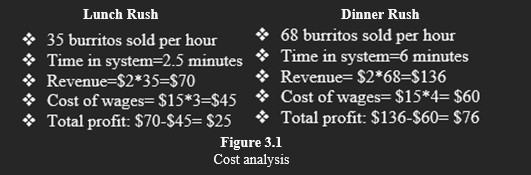 Lunch Rush
❖ 35 burritos sold per hour
❖ Time in system=2.5 minutes
❖ Revenue=$2*35=$70
❖ Cost of wages= $15*3=$45
❖ Total profit: $70-$45= $25
Dinner Rush
❖ 68 burritos sold per hour
❖ Time in system=6 minutes
❖ Revenue= $2*68=$136
❖ Cost of wages= $15*4= $60
❖ Total profit: $136-$60= $76
Figure 3.1
Cost analysis